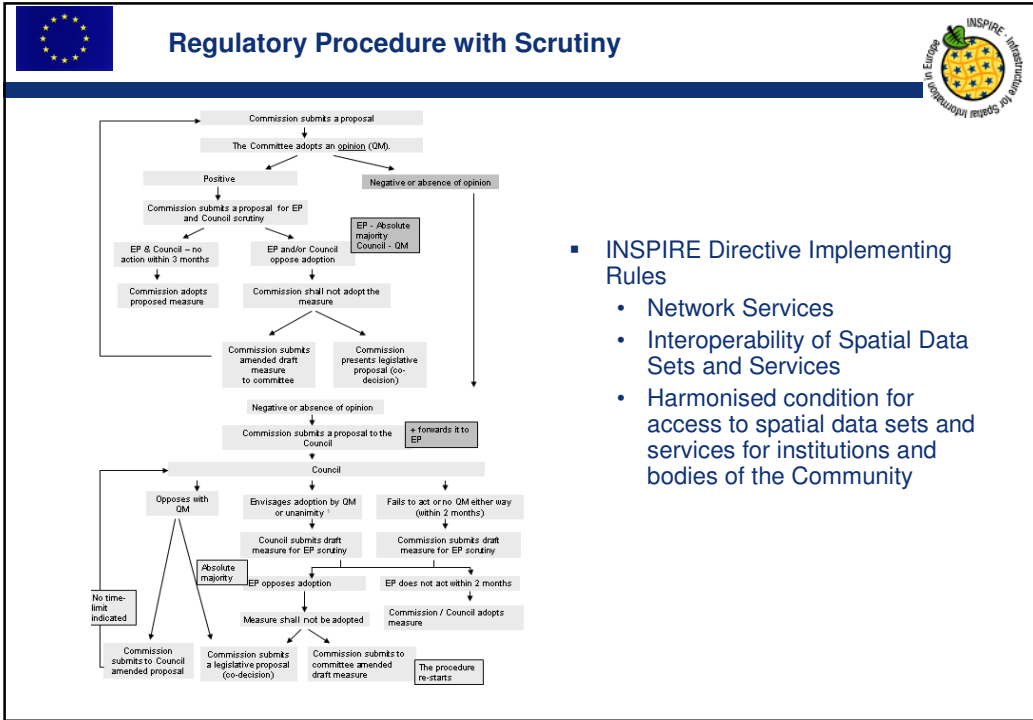 Regulatory Procedure with Scrutiny
INSPIRE - Infrastructure for Spatial Information in Europe
Commission submits a proposal
The Committee adopts an opinion (QM).
Positive
Negative or absence of opinion
Commission submits a proposal for EP
and Council scrutiny
EP - Absolute
majority
Council - QM
EP & Council – no
action within 3 months
EP and/or Council
oppose adoption
Commission adopts
proposed measure
Commission shall not adopt the
measure
Commission submits
amended draft
measure
to committee
Commission
presents legislative
proposal (co-
decision)
Negative or absence of opinion
Commission submits a proposal to the
Council
+ forwards it to
EP
Council
Opposes with
QM
Envisages adoption by QM
or unanimity ¹
Fails to act or no QM either way
(within 2 months)
Council submits draft
measure for EP scrutiny
Commission submits draft
measure for EP scrutiny
Absolute
majority
EP opposes adoption
EP does not act within 2 months
No time-
limit
indicated
Measure shall not be adopted
Commission / Council adopts
measure
Commission
submits to Council
amended proposal
Commission submits
a legislative proposal
(co-decision)
Commission submits to
committee amended
draft measure
The procedure
re-starts
▪ INSPIRE Directive Implementing
Rules
• Network Services
• Interoperability of Spatial Data
Sets and Services
• Harmonised condition for
access to spatial data sets and
services for institutions and
bodies of the Community